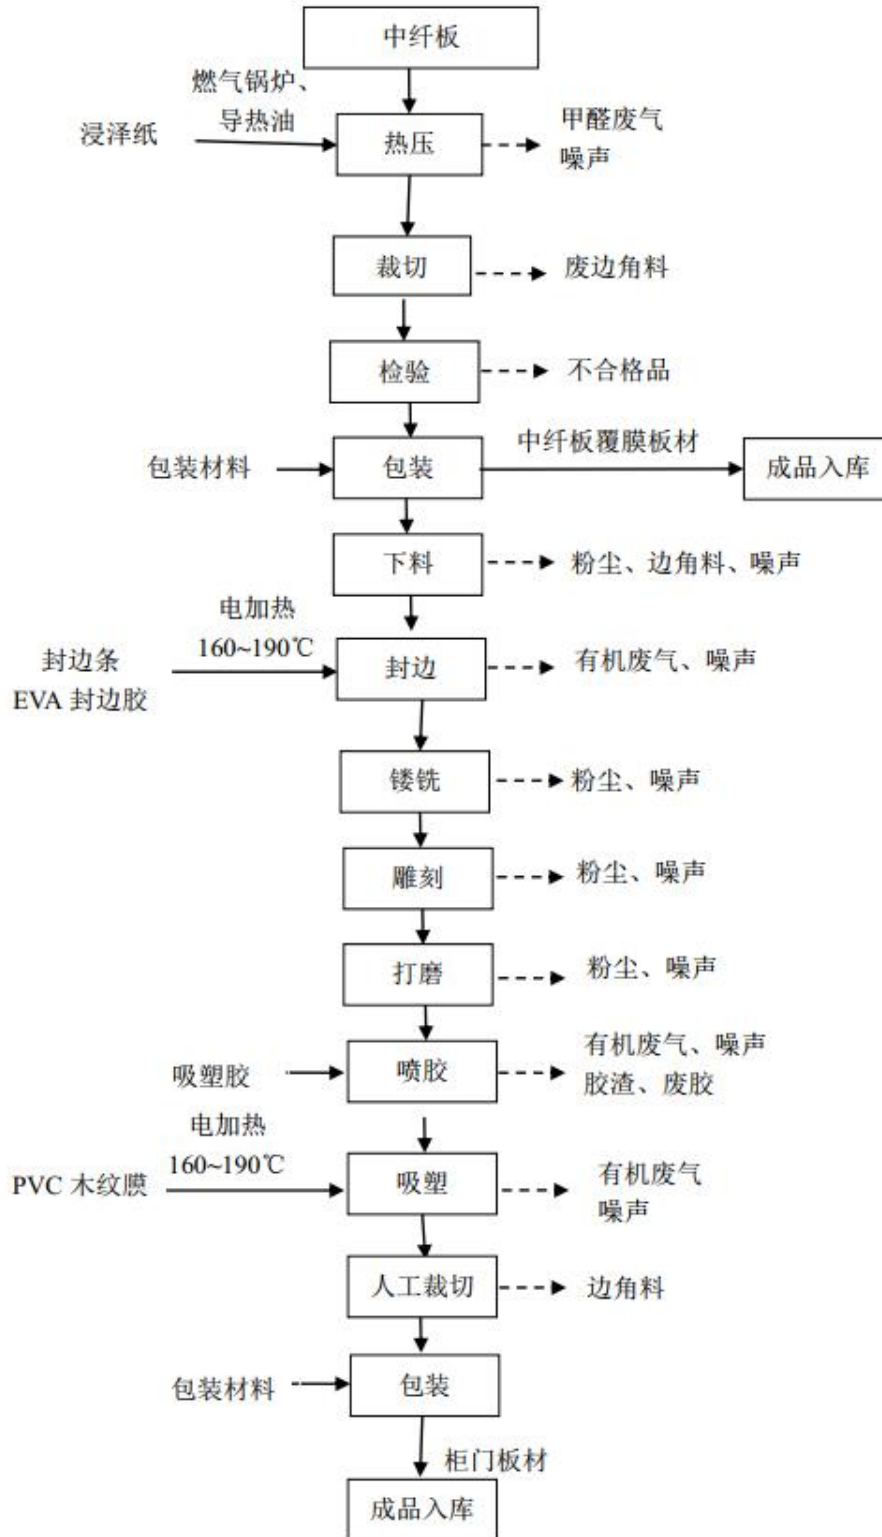 中纤板
燃气锅炉、
导热油
浸泽纸
热压
甲醛废气
噪声
裁切
废边角料
检验
不合格品
包装材料
包装
中纤板覆膜板材
成品入库
下料
粉尘、边角料、噪声
电加热
160~190℃
封边条
EVA 封边胶
封边
有机废气、噪声
镂铣
粉尘、噪声
雕刻
粉尘、噪声
打磨
粉尘、噪声
吸塑胶
喷胶
有机废气、噪声
胶渣、废胶
电加热
160~190℃
PVC 木纹膜
吸塑
有机废气
噪声
人工裁切
边角料
包装材料
包装
柜门板材
成品入库